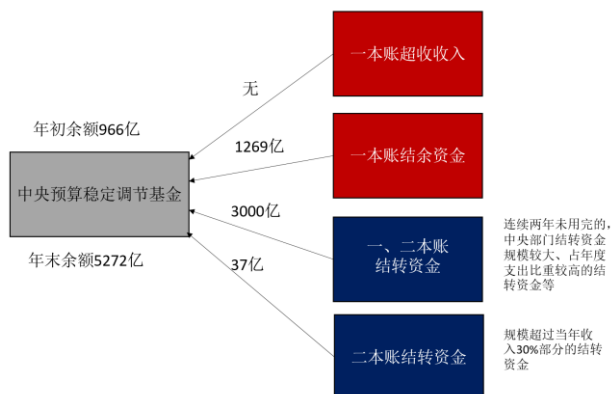 一本账超收收入
无
年初余额966亿
1269亿
一本账结余资金
中央预算稳定调节基金
3000亿
一、二本账
结转资金
连续两年未用完的，
中央部门结转资金
规模较大、占年度
支出比重较高的结
转资金等
年末余额5272亿
37亿
二本账结转资金
规模超过当年收
入30%部分的结转
资金